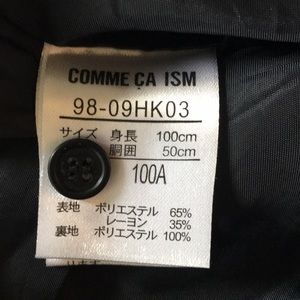 COMME ÇA ISM
98-09HK03
サイズ 身長 100cm
胴囲 50cm
100A
表地 ポリエステル 65%
レーヨン 35%
裏地 ポリエステル 100%